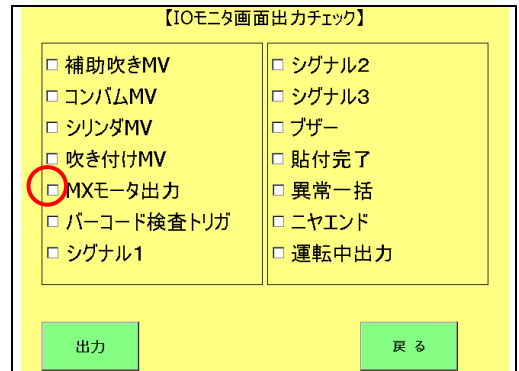 【IOモニタ画面出力チェック】
補助吹きMV
コンバムMV
シリンダMV
吹き付けMV
MXモータ出力
バーコード検査トリガ
シグナル1
シグナル2
シグナル3
ブザー
貼付完了
異常一括
ニヤエンド
運転中出力
出力
戻る